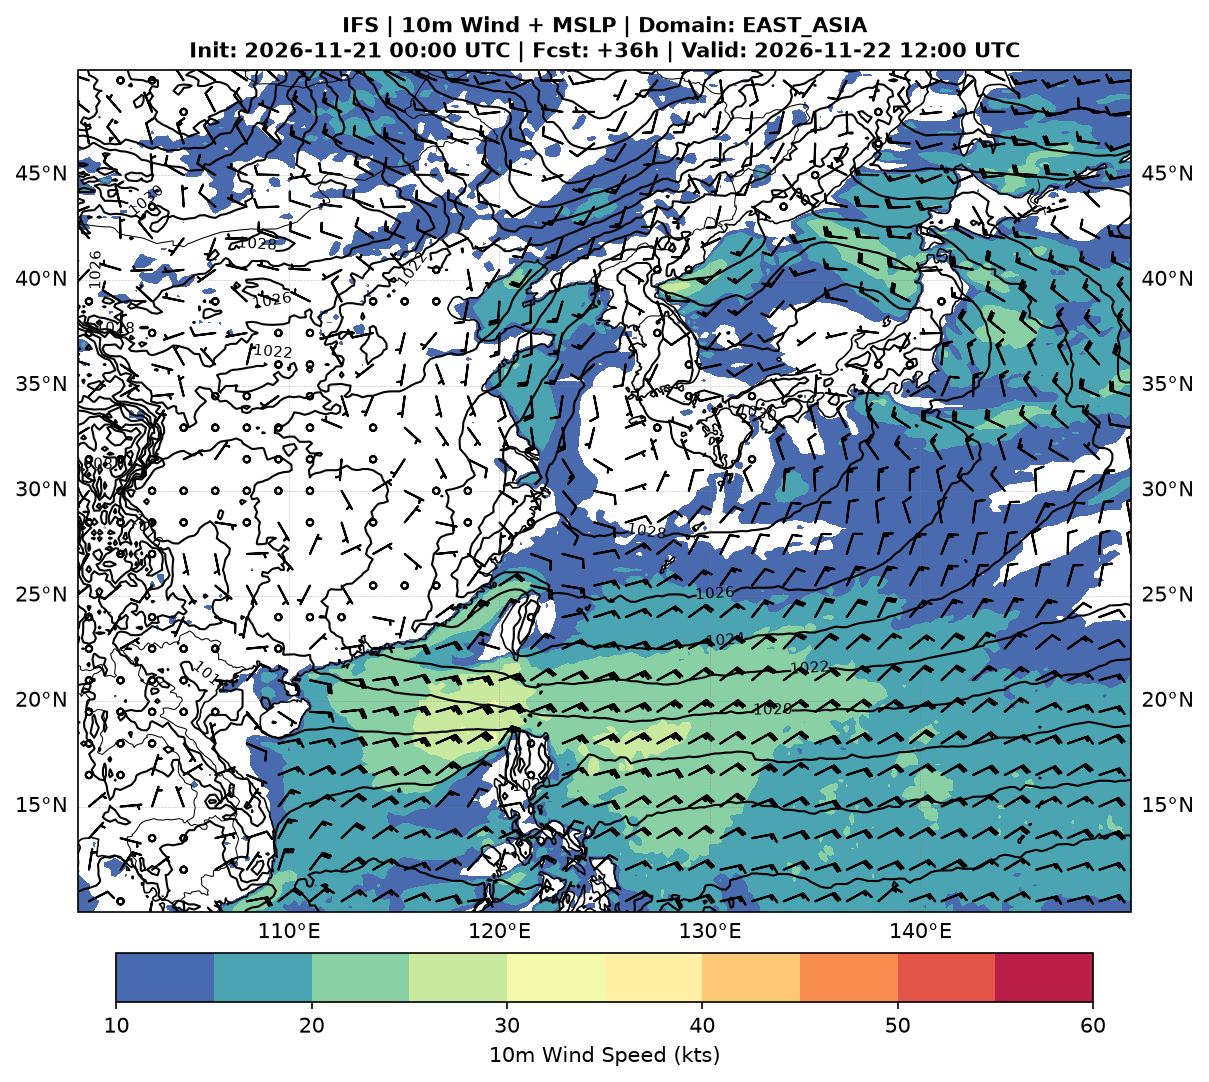 IFS | 10m Wind + MSLP | Domain: EAST_ASIA
Init: 2026-11-21 00:00 UTC | Fcst: +36h | Valid: 2026-11-22 12:00 UTC
45°N
45°N
40°N
40°N
35°N
35°N
30°N
30°N
25°N
25°N
20°N
20°N
15°N
15°N
1028
1026
1026
1022
1022
1028
1026
1024
1022
1020
110°E
120°E
130°E
140°E
10
20
30
40
50
60
10m Wind Speed (kts)